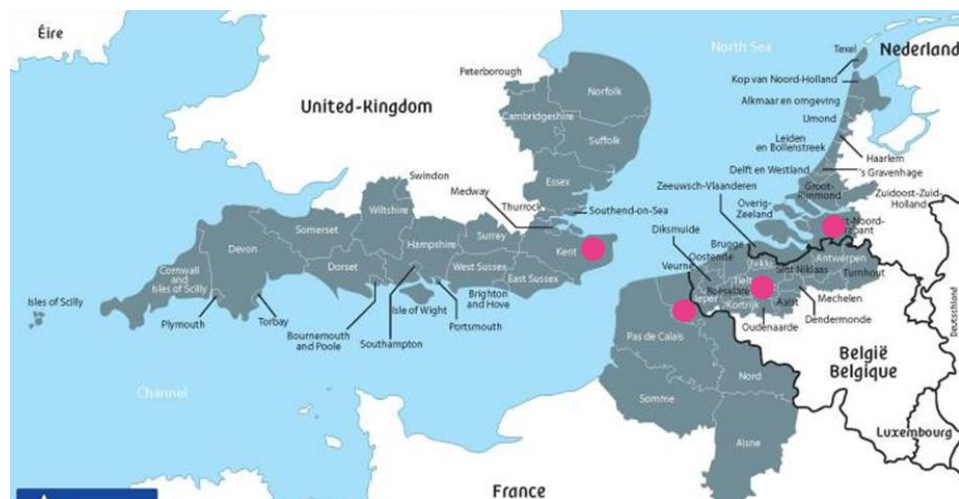 Éire
United-Kingdom
North Sea
Nederland
Texel
Peterborough
Norfolk
Kop van Noord-Holland
Cambridgeshire
Alkmaar en omgeving
IJmond
Suffolk
Leiden
en Bollenstreek
Haarlem
's Gravenhage
Delft en Westland
Swindon
Medway
Essex
Thurrock
Southend-on-Sea
Zeeuwsch-Vlaanderen
Groot-
Rijnmond
Zuidoost-Zuid-
Holland
Overig-
Zeeland
Wiltshire
Somerset
Devon
Hampshire
Surrey
Kent
Diksmuide
Brugge
Oostende
Veurne
Antwerpen
Sint Niklaas
Turnhout
Tielt
Roeselare
Kortrijk
Aalst
Mechelen
Dendermonde
Oudenaarde
Cornwall
and
Isles of Scilly
Isles of Scilly
Dorset
West Sussex
East Sussex
Brighton
and Hove
Isle of Wight
Portsmouth
Plymouth
Torbay
Bournemouth
and Poole
Southampton
Pas de Calais
Nord
Somme
Aisne
België
Belgique
Deutschland
Luxembourg
Channel
France